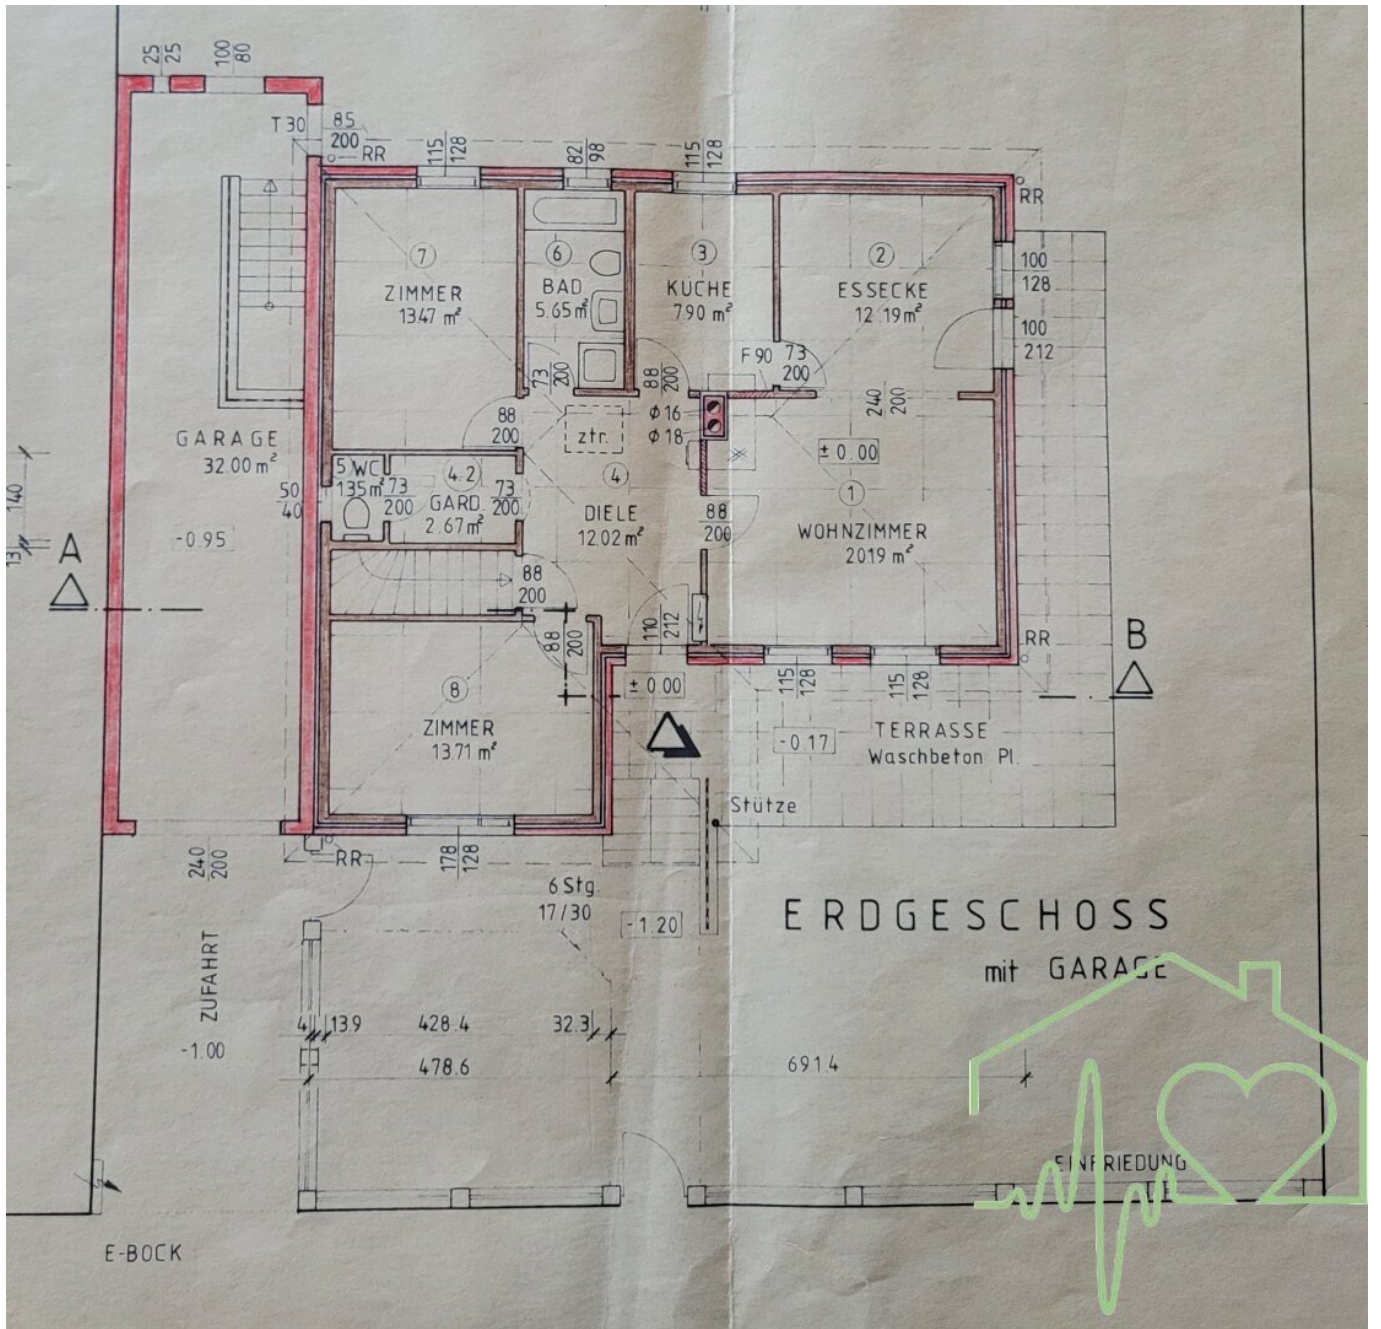 25
25
100
80
T 30
85
200
RR
115
128
82
98
115
128
RR
7
ZIMMER
13.47 m²
6
BAD
5.65 m²
3
KÜCHE
7.90 m²
2
ESSECKE
12.19 m²
100
128
100
212
73
200
88
200
F 90
73
200
240
200
GARAGE
32.00 m²
88
200
ztr.
Ø 16
Ø 18
± 0.00
140
50
40
5 WC
1.35 m²
73
200
4.2
GARD.
2.67 m²
73
200
4
DIELE
12.02 m²
88
200
1
WOHNZIMMER
20.19 m²
-0.95
A
88
200
88
200
110
212
RR
B
8
ZIMMER
13.71 m²
± 0.00
115
128
115
128
-0.17
TERRASSE
Waschbeton Pl.
Stütze
240
200
RR
178
128
6 Stg.
17/30
-1.20
ERDGESCHOSS
mit GARAGE
ZUFAHRT
-1.00
4
13.9
428.4
32.3
478.6
691.4
EINFRIEDUNG
E-BOCK